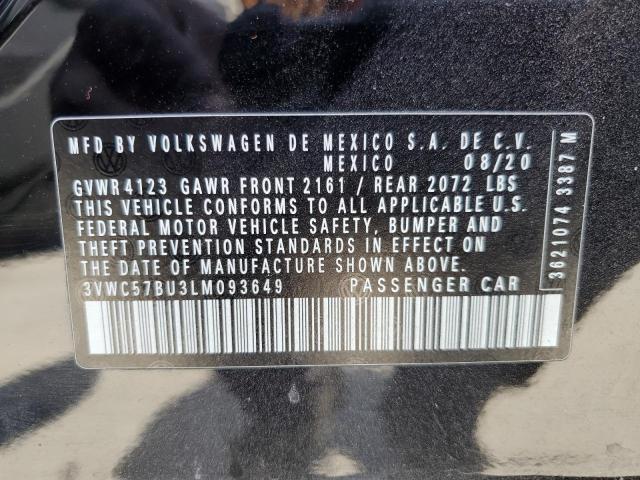 MFD BY VOLKSWAGEN DE MEXICO S.A. DE C.V.
MEXICO 08/20
GVWR4123 GAWR FRONT 2161 / REAR 2072 LBS
THIS VEHICLE CONFORMS TO ALL APPLICABLE U.S.
FEDERAL MOTOR VEHICLE SAFETY, BUMPER AND
THEFT PREVENTION STANDARDS IN EFFECT ON
THE DATE OF MANUFACTURE SHOWN ABOVE.
3VWC57BU3LM093649 PASSENGER CAR
3621074 3387 M